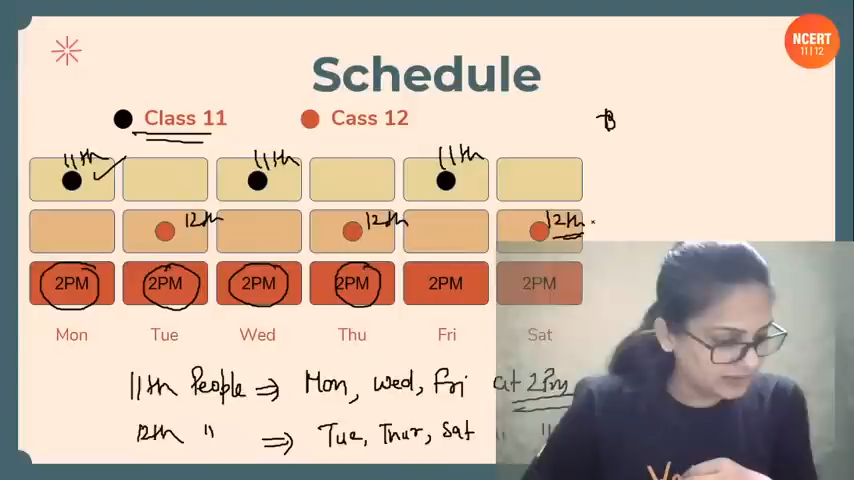 NCERT
11|12
Schedule
Class 11
Cass 12
B
11th 11th 11th
12th 12th 12th
2PM 2PM 2PM 2PM 2PM 2PM
Mon Tue Wed Thu Fri Sat
11th People ⇒ Mon, Wed, Fri at 2Pm
12th " ⇒ Tue, Thur, Sat " "